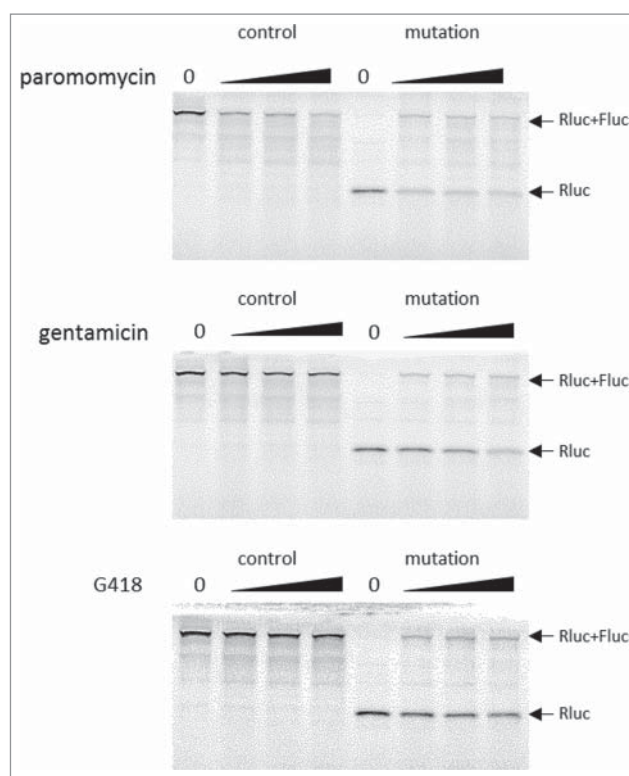 control mutation
paromomycin 0 0
Rluc+Fluc
Rluc
control mutation
gentamicin 0 0
Rluc+Fluc
Rluc
control mutation
G418 0 0
Rluc+Fluc
Rluc